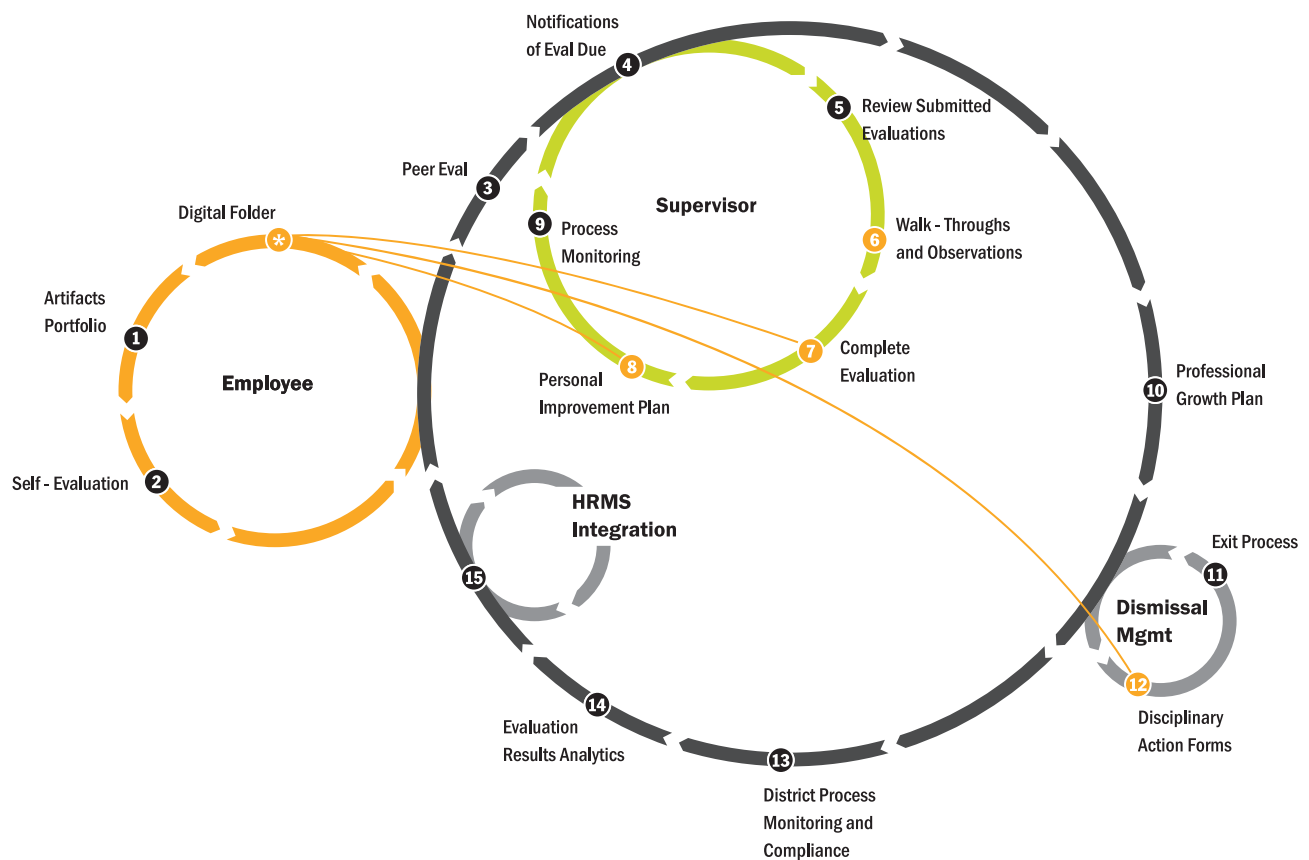 Notifications
of Eval Due
4
5
Review Submitted
Evaluations
Peer Eval
3
Digital Folder
*
Supervisor
9
Process
Monitoring
6
Walk - Throughs
and Observations
Artifacts
Portfolio
1
Employee
7
Complete
Evaluation
8
Personal
Improvement Plan
10
Professional
Growth Plan
Self - Evaluation
2
HRMS
Integration
15
Exit Process
11
Dismissal
Mgmt
12
Disciplinary
Action Forms
14
Evaluation
Results Analytics
13
District Process
Monitoring and
Compliance